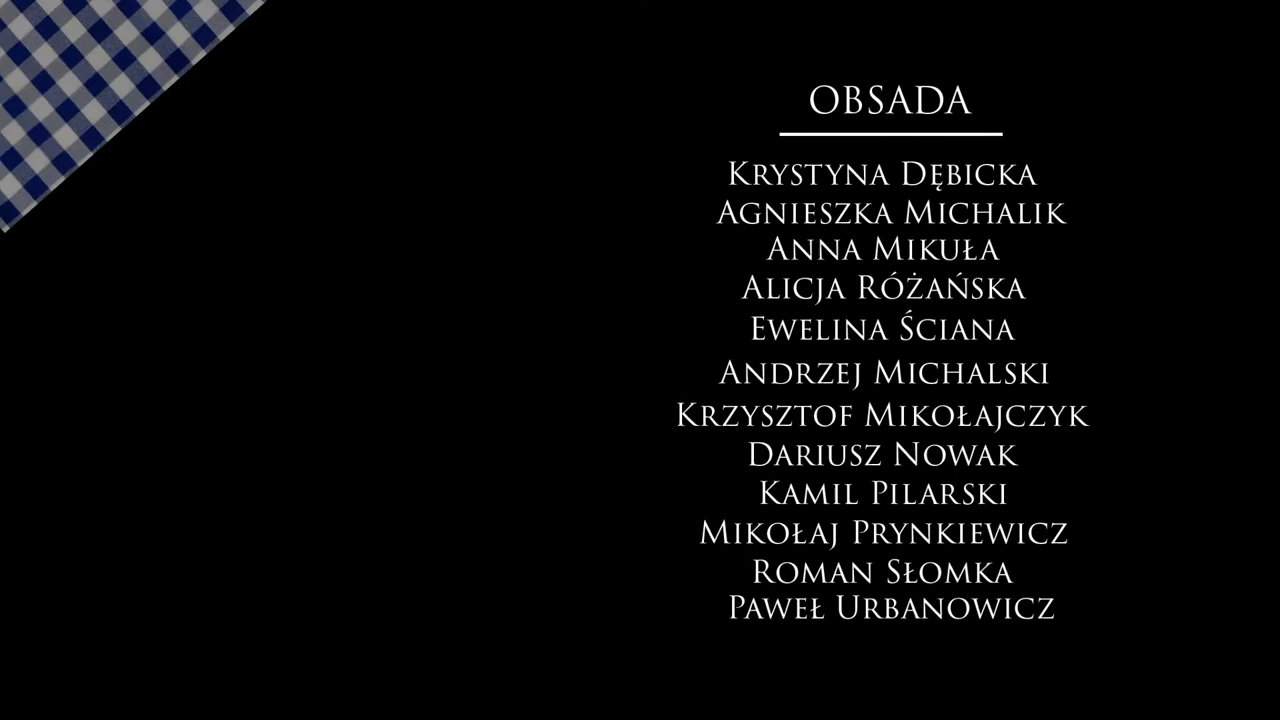 OBSADA
KRYSTYNA DĘBICKA
AGNIESZKA MICHALIK
ANNA MIKUŁA
ALICJA RÓŻAŃSKA
EWELINA ŚCIANA
ANDRZEJ MICHALSKI
KRZYSZTOF MIKOŁAJCZYK
DARIUSZ NOWAK
KAMIL PILARSKI
MIKOŁAJ PRYNKIEWICZ
ROMAN SŁOMKA
PAWEŁ URBANOWICZ